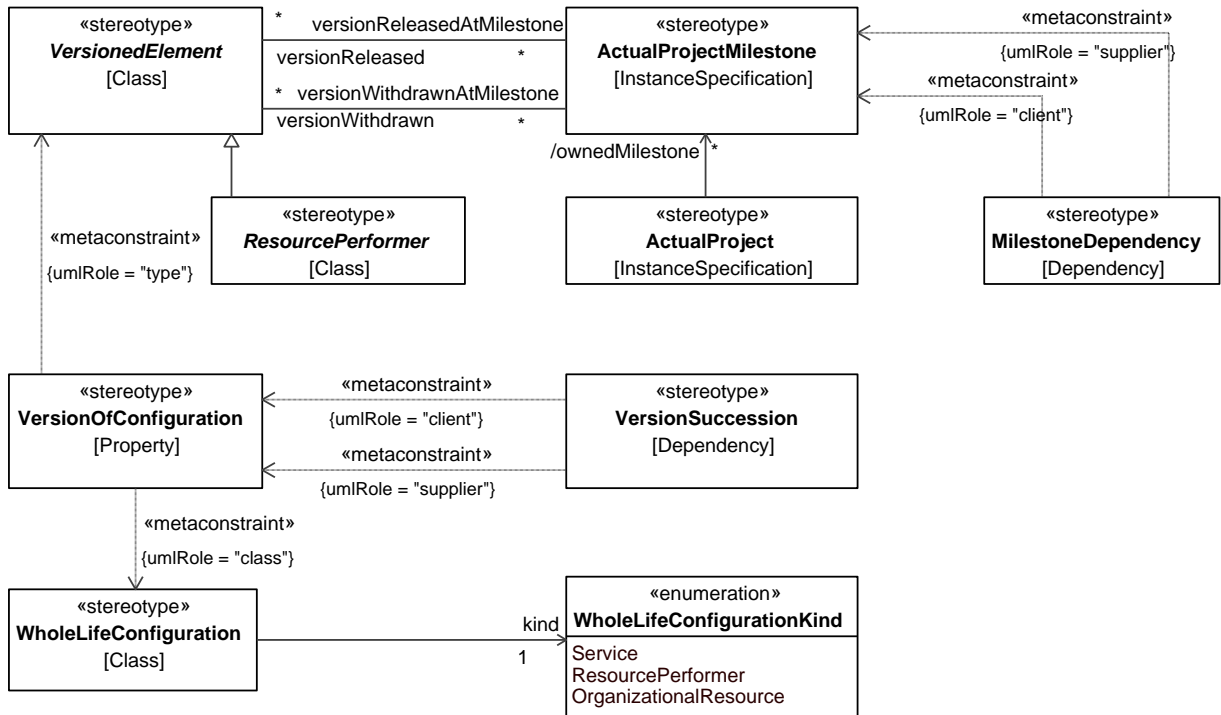 «stereotype»
VersionedElement
[Class]
* versionReleasedAtMilestone
versionReleased *
* versionWithdrawnAtMilestone
versionWithdrawn *
«stereotype»
ActualProjectMilestone
[InstanceSpecification]
«metaconstraint»
{umlRole = "supplier"}
«metaconstraint»
{umlRole = "client"}
/ownedMilestone *
«metaconstraint»
{umlRole = "type"}
«stereotype»
ResourcePerformer
[Class]
«stereotype»
ActualProject
[InstanceSpecification]
«stereotype»
MilestoneDependency
[Dependency]
«stereotype»
VersionOfConfiguration
[Property]
«metaconstraint»
{umlRole = "client"}
«metaconstraint»
{umlRole = "supplier"}
«stereotype»
VersionSuccession
[Dependency]
«metaconstraint»
{umlRole = "class"}
«stereotype»
WholeLifeConfiguration
[Class]
kind
1
«enumeration»
WholeLifeConfigurationKind
Service
ResourcePerformer
OrganizationalResource